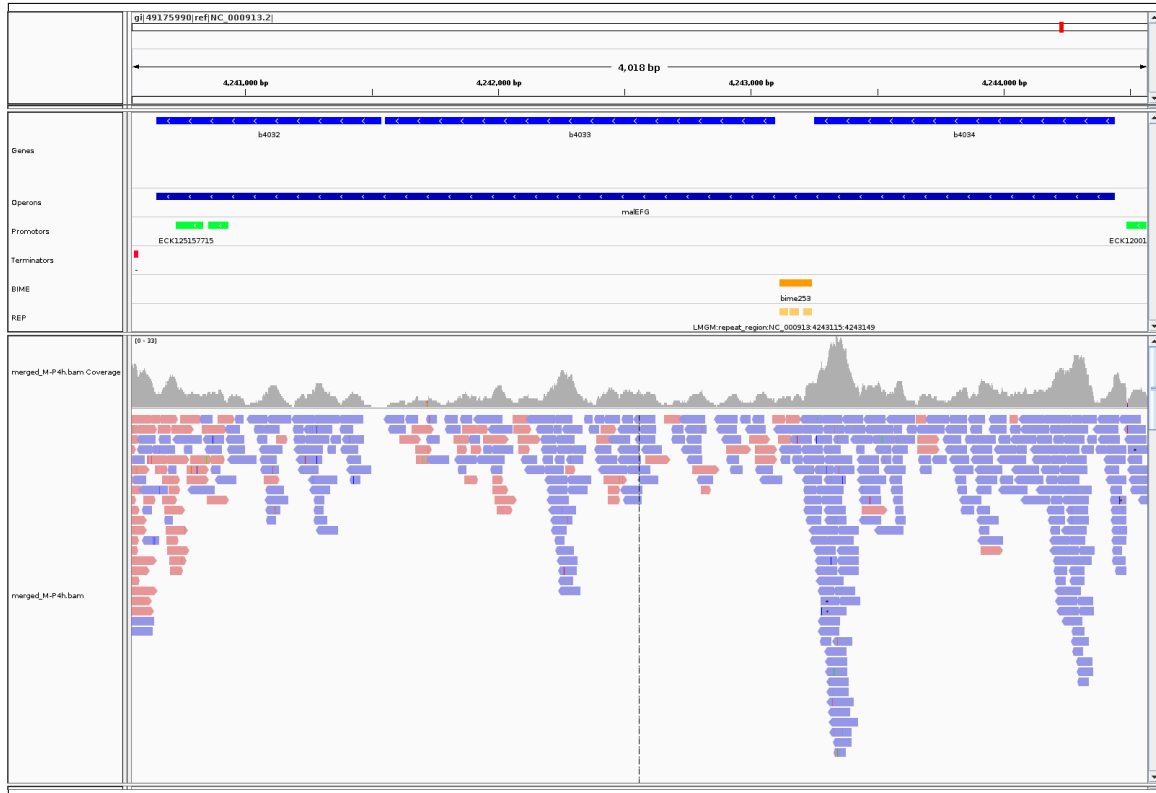 gi|49175990|ref|NC_000913.2|
4,018 bp
4,241,000 bp 4,242,000 bp 4,243,000 bp 4,244,000 bp
b4032 b4033 b4034
Genes
Operons
malEFG
Promotors
ECK125157715 ECK12001
Terminators
-
BIME
bime253
REP
LMGM:repeat_region:NC_000913:4243115:4243149
[0 - 33]
merged_M-P4h.bam Coverage
merged_M-P4h.bam